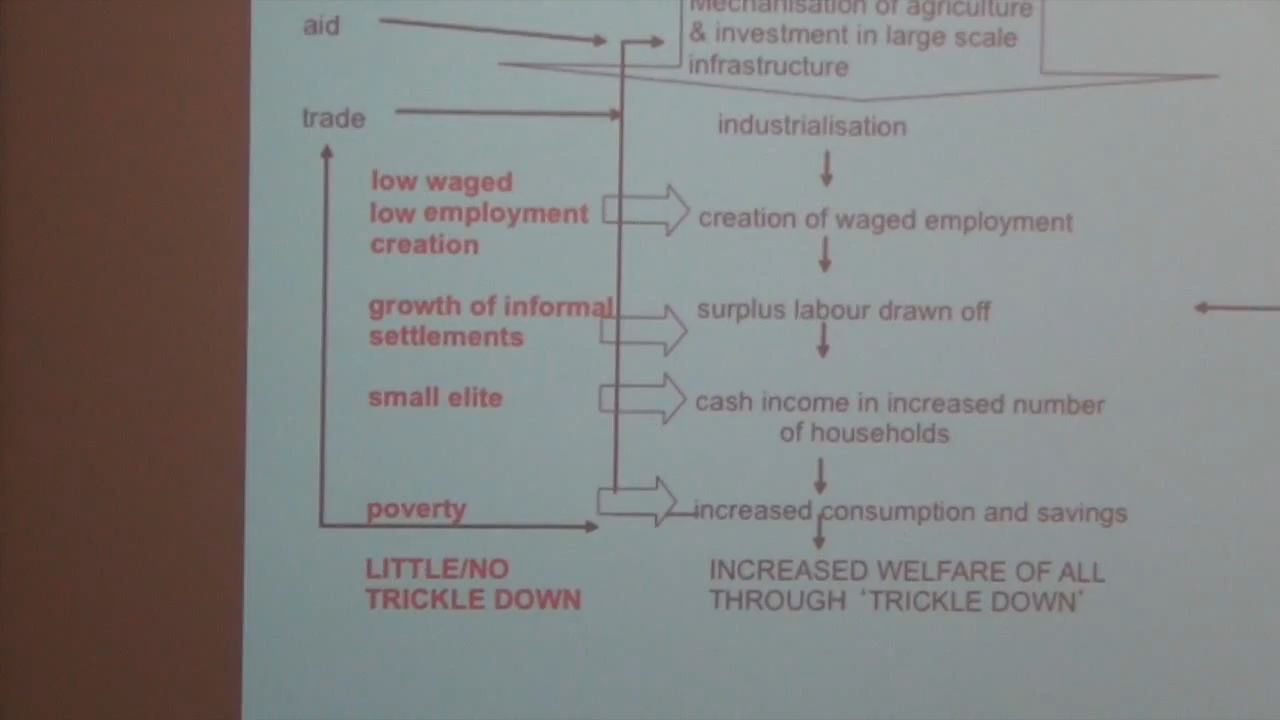 aid
Mechanisation of agriculture
& investment in large scale
infrastructure
trade
industrialisation
low waged
low employment
creation
creation of waged employment
growth of informal
settlements
surplus labour drawn off
small elite
cash income in increased number
of households
poverty
increased consumption and savings
LITTLE/NO
TRICKLE DOWN
INCREASED WELFARE OF ALL
THROUGH ‘TRICKLE DOWN’